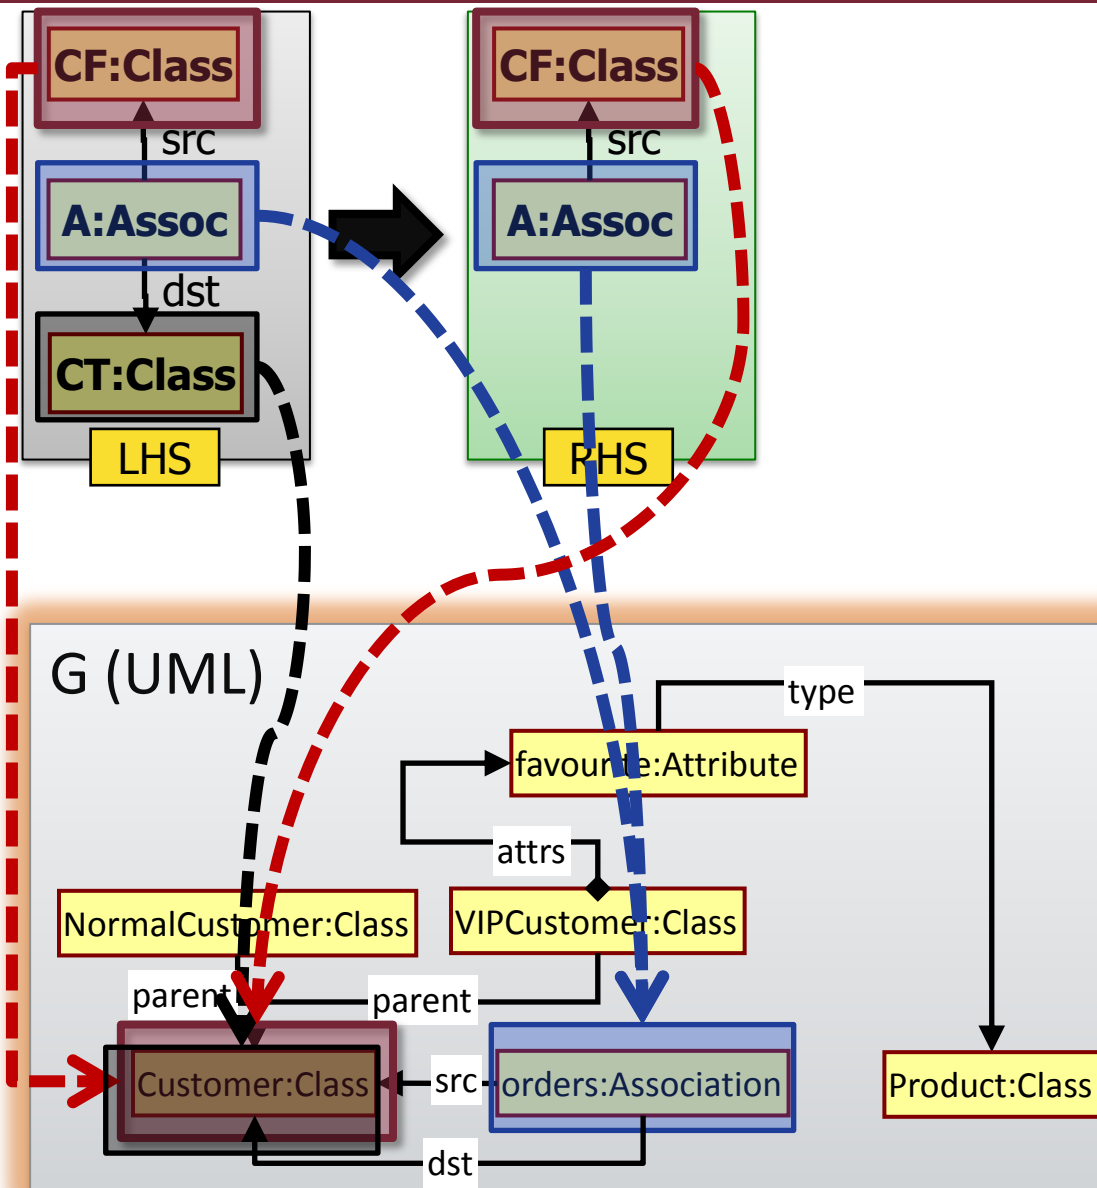 CF:Class
src
A:Assoc
dst
CT:Class
LHS
CF:Class
src
A:Assoc
RHS
G (UML)
type
favourite:Attribute
attrs
NormalCustomer:Class
VIPCustomer:Class
parent
parent
Customer:Class
src
orders:Association
Product:Class
dst